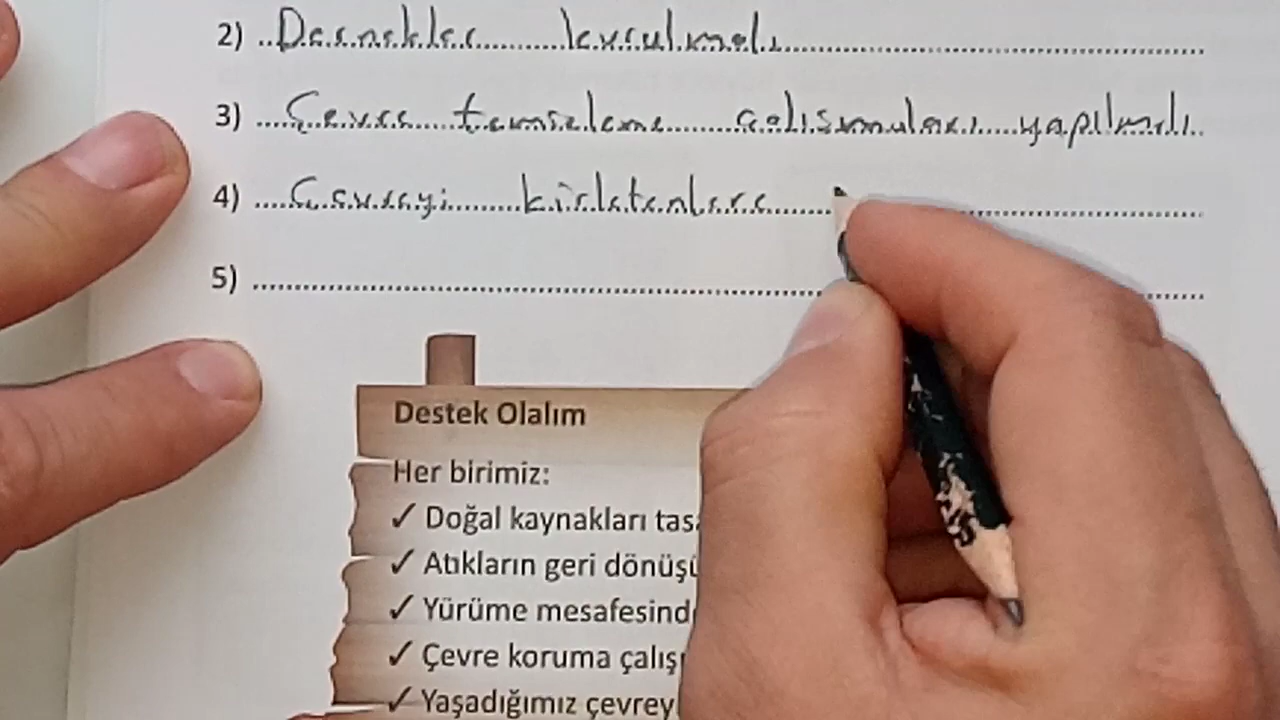 2) Dernekler kurulmalı
3) Çevre temizleme çalışmaları yapılmalı
4) Çevreyi kirletenlere
5)
Destek Olalım
Her birimiz:
✓ Doğal kaynakları tas
✓ Atıkların geri dönüşü
✓ Yürüme mesafesind
✓ Çevre koruma çalış
✓ Yaşadığımız çevrey